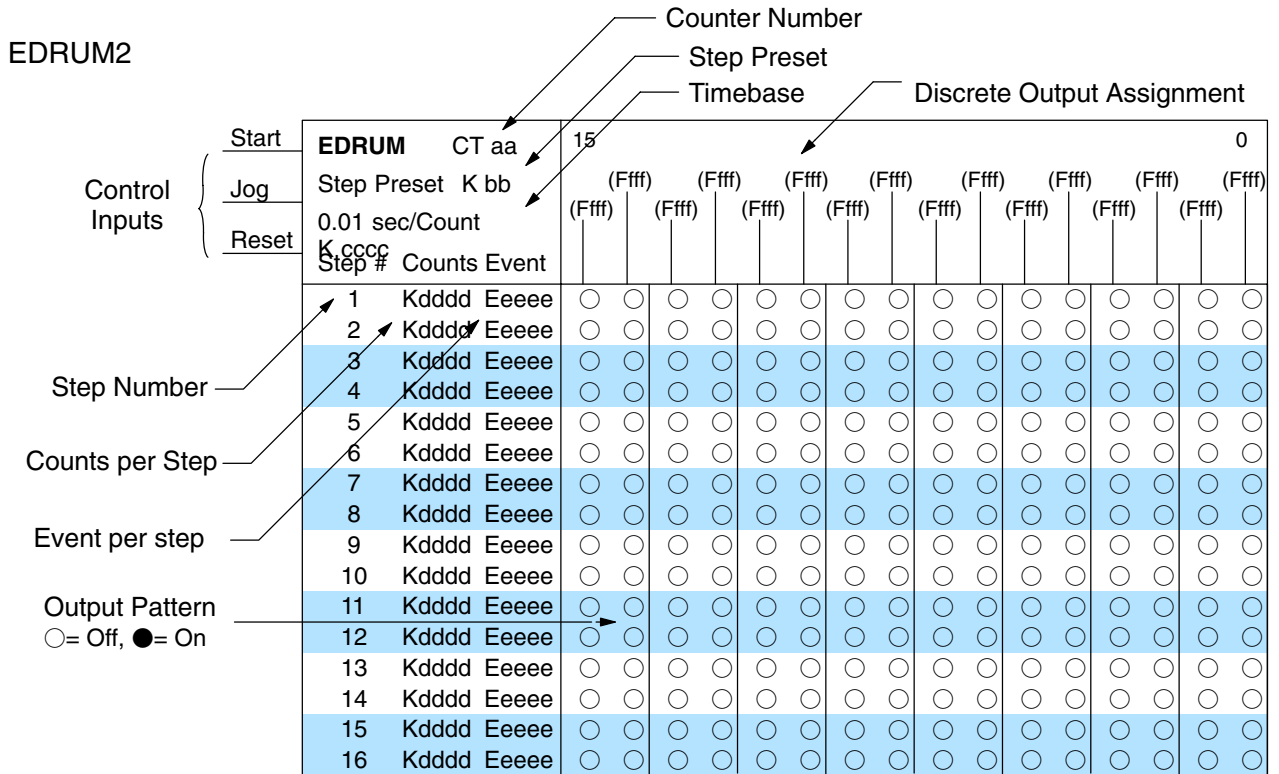 EDRUM2
Counter Number
Step Preset
Timebase
Discrete Output Assignment
Control
Inputs
Start
Jog
Reset
EDRUM CT aa
Step Preset K bb
0.01 sec/Count
K cccc
Step # Counts Event
15 0
(Ffff) (Ffff) (Ffff) (Ffff) (Ffff) (Ffff) (Ffff) (Ffff)
(Ffff) (Ffff) (Ffff) (Ffff) (Ffff) (Ffff) (Ffff) (Ffff)
1 Kdddd Eeeee
2 Kdddd Eeeee
3 Kdddd Eeeee
4 Kdddd Eeeee
5 Kdddd Eeeee
6 Kdddd Eeeee
7 Kdddd Eeeee
8 Kdddd Eeeee
9 Kdddd Eeeee
10 Kdddd Eeeee
11 Kdddd Eeeee
12 Kdddd Eeeee
13 Kdddd Eeeee
14 Kdddd Eeeee
15 Kdddd Eeeee
16 Kdddd Eeeee
Step Number
Counts per Step
Event per step
Output Pattern
○= Off, ●= On